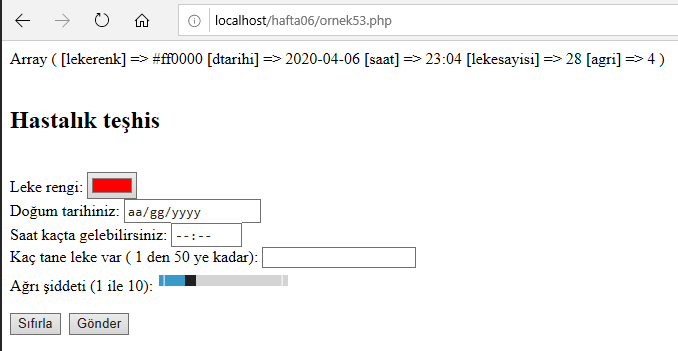 localhost/hafta06/ornek53.php
Array ( [lekerenk] => #ff0000 [dtarihi] => 2020-04-06 [saat] => 23:04 [lekesayisi] => 28 [agri] => 4 )
Hastalık teşhis
Leke rengi:
Doğum tarihiniz: aa/gg/yyyy
Saat kaçta gelebilirsiniz: --:--
Kaç tane leke var ( 1 den 50 ye kadar):
Ağrı şiddeti (1 ile 10):
Sıfırla Gönder